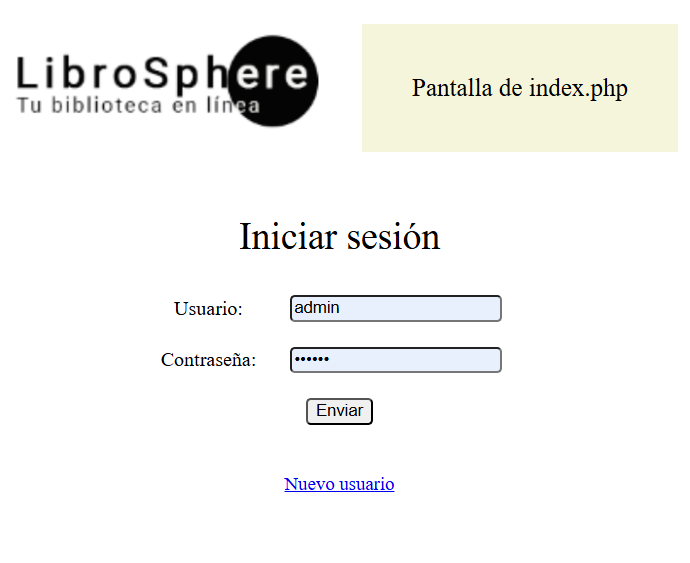 LibroSphere
Tu biblioteca en línea
Pantalla de index.php
Iniciar sesión
Usuario: admin
Contraseña: ••••••
Enviar
Nuevo usuario